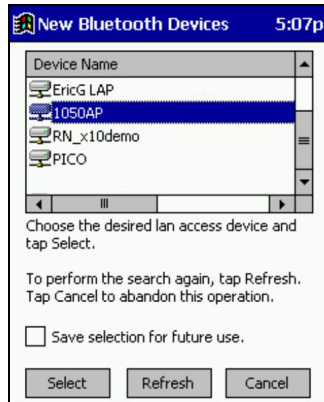 New Bluetooth Devices 5:07p
Device Name
EricG LAP
1050AP
RN_x10demo
PICO
Choose the desired lan access device and
tap Select.
To perform the search again, tap Refresh.
Tap Cancel to abandon this operation.
Save selection for future use.
Select Refresh Cancel